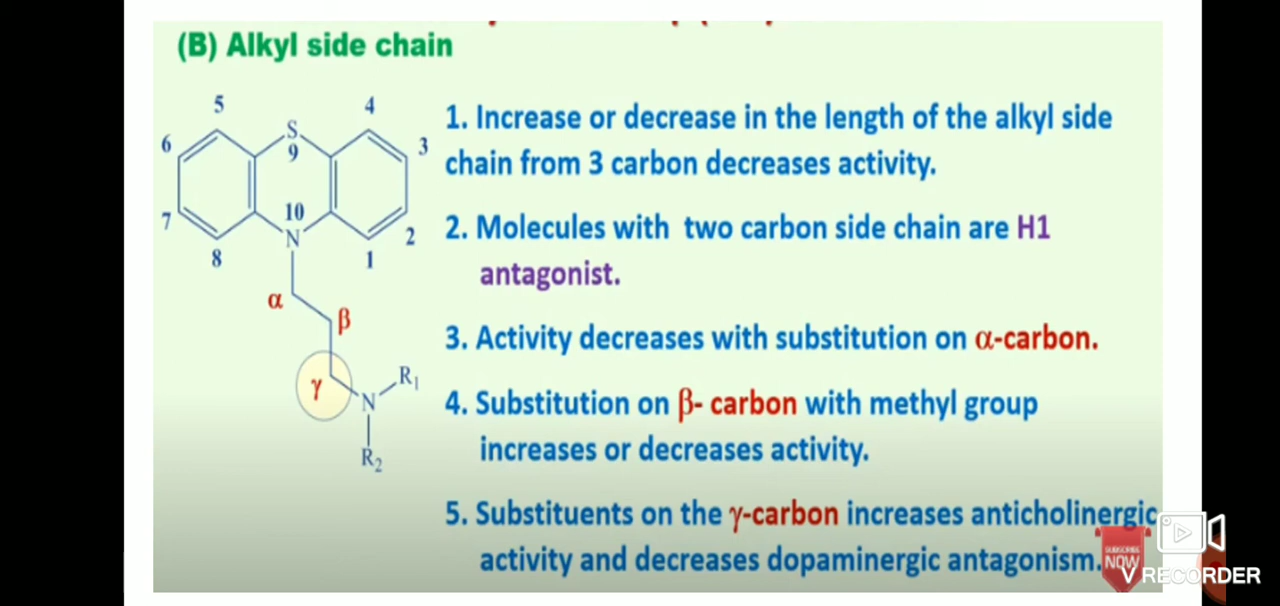 (B) Alkyl side chain
5
4
6
S
9
3
7
10
N
2
8
1
α
β
γ
R1
N
R2
1. Increase or decrease in the length of the alkyl side
chain from 3 carbon decreases activity.
2. Molecules with two carbon side chain are H1
antagonist.
3. Activity decreases with substitution on α-carbon.
4. Substitution on β- carbon with methyl group
increases or decreases activity.
5. Substituents on the γ-carbon increases anticholinergic
activity and decreases dopaminergic antagonism.
SUBSCRIBE
NOW
V RECORDER